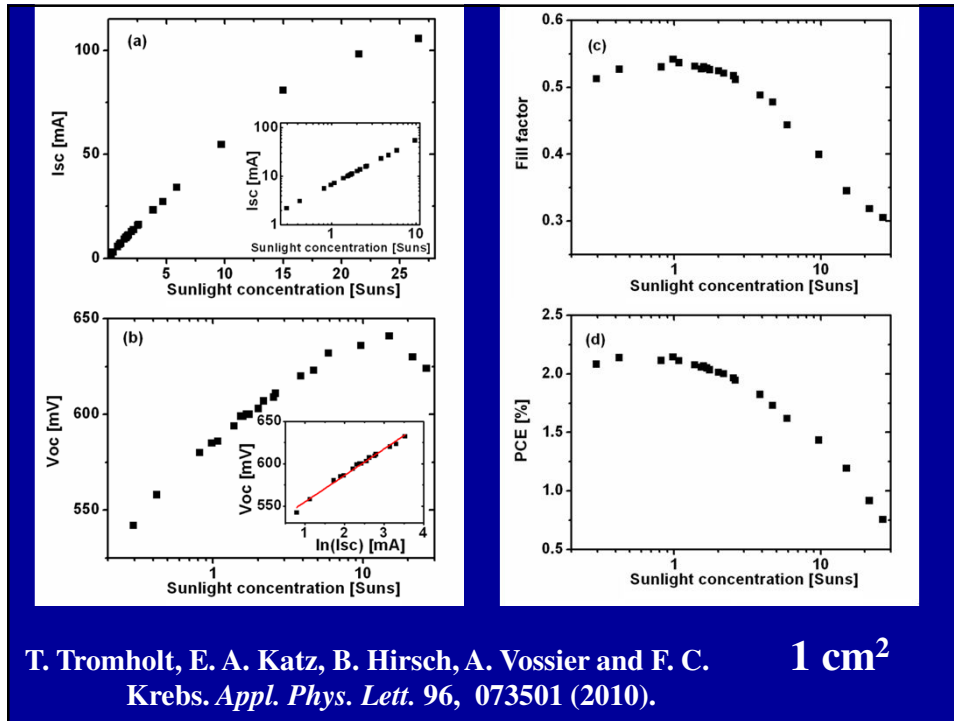 (a)
100
50
0
Isc [mA]
5 10 15 20 25
Sunlight concentration [Suns]
100
10
1
Isc [mA]
1 10
Sunlight concentration [Suns]
(b)
650
600
550
Voc [mV]
1 10
Sunlight concentration [Suns]
650
600
550
Voc [mV]
1 2 3 4
ln(Isc) [mA]
(c)
0.6
0.5
0.4
0.3
Fill factor
1 10
Sunlight concentration [Suns]
(d)
2.5
2.0
1.5
1.0
0.5
PCE [%]
1 10
Sunlight concentration [Suns]
T. Tromholt, E. A. Katz, B. Hirsch, A. Vossier and F. C.
Krebs. Appl. Phys. Lett. 96, 073501 (2010).
1 cm²